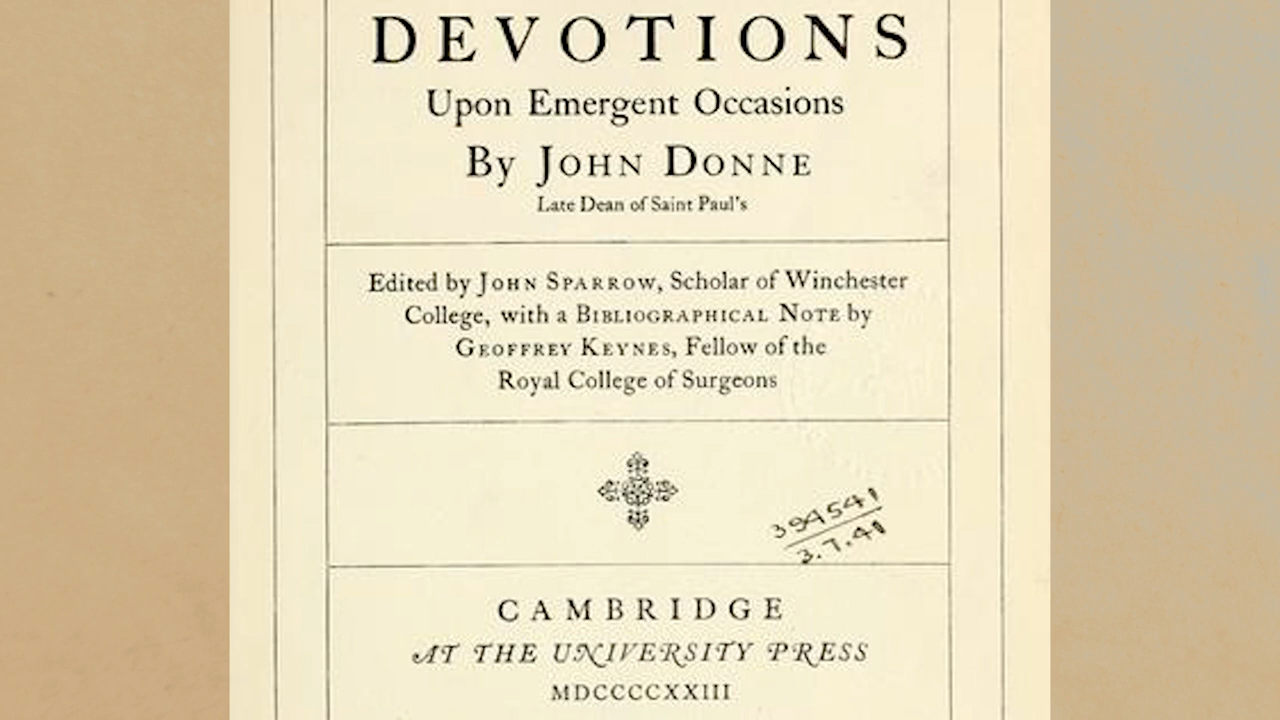 DEVOTIONS
Upon Emergent Occasions
By JOHN DONNE
Late Dean of Saint Paul's
Edited by JOHN SPARROW, Scholar of Winchester
College, with a BIBLIOGRAPHICAL NOTE by
GEOFFREY KEYNES, Fellow of the
Royal College of Surgeons
394541
3.7.41
CAMBRIDGE
AT THE UNIVERSITY PRESS
MDCCCCXXIII